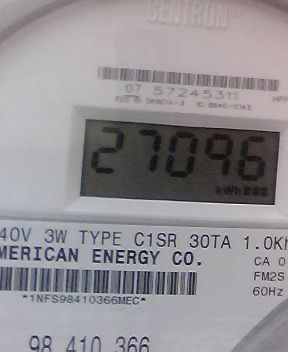 CENTRON
07 57245311
27096
kWh
40V 3W TYPE C1SR 30TA 1.0Kh
MERICAN ENERGY CO.
CA 0
FM2S
60Hz
*1NFS98410366MEC*
98 410 366